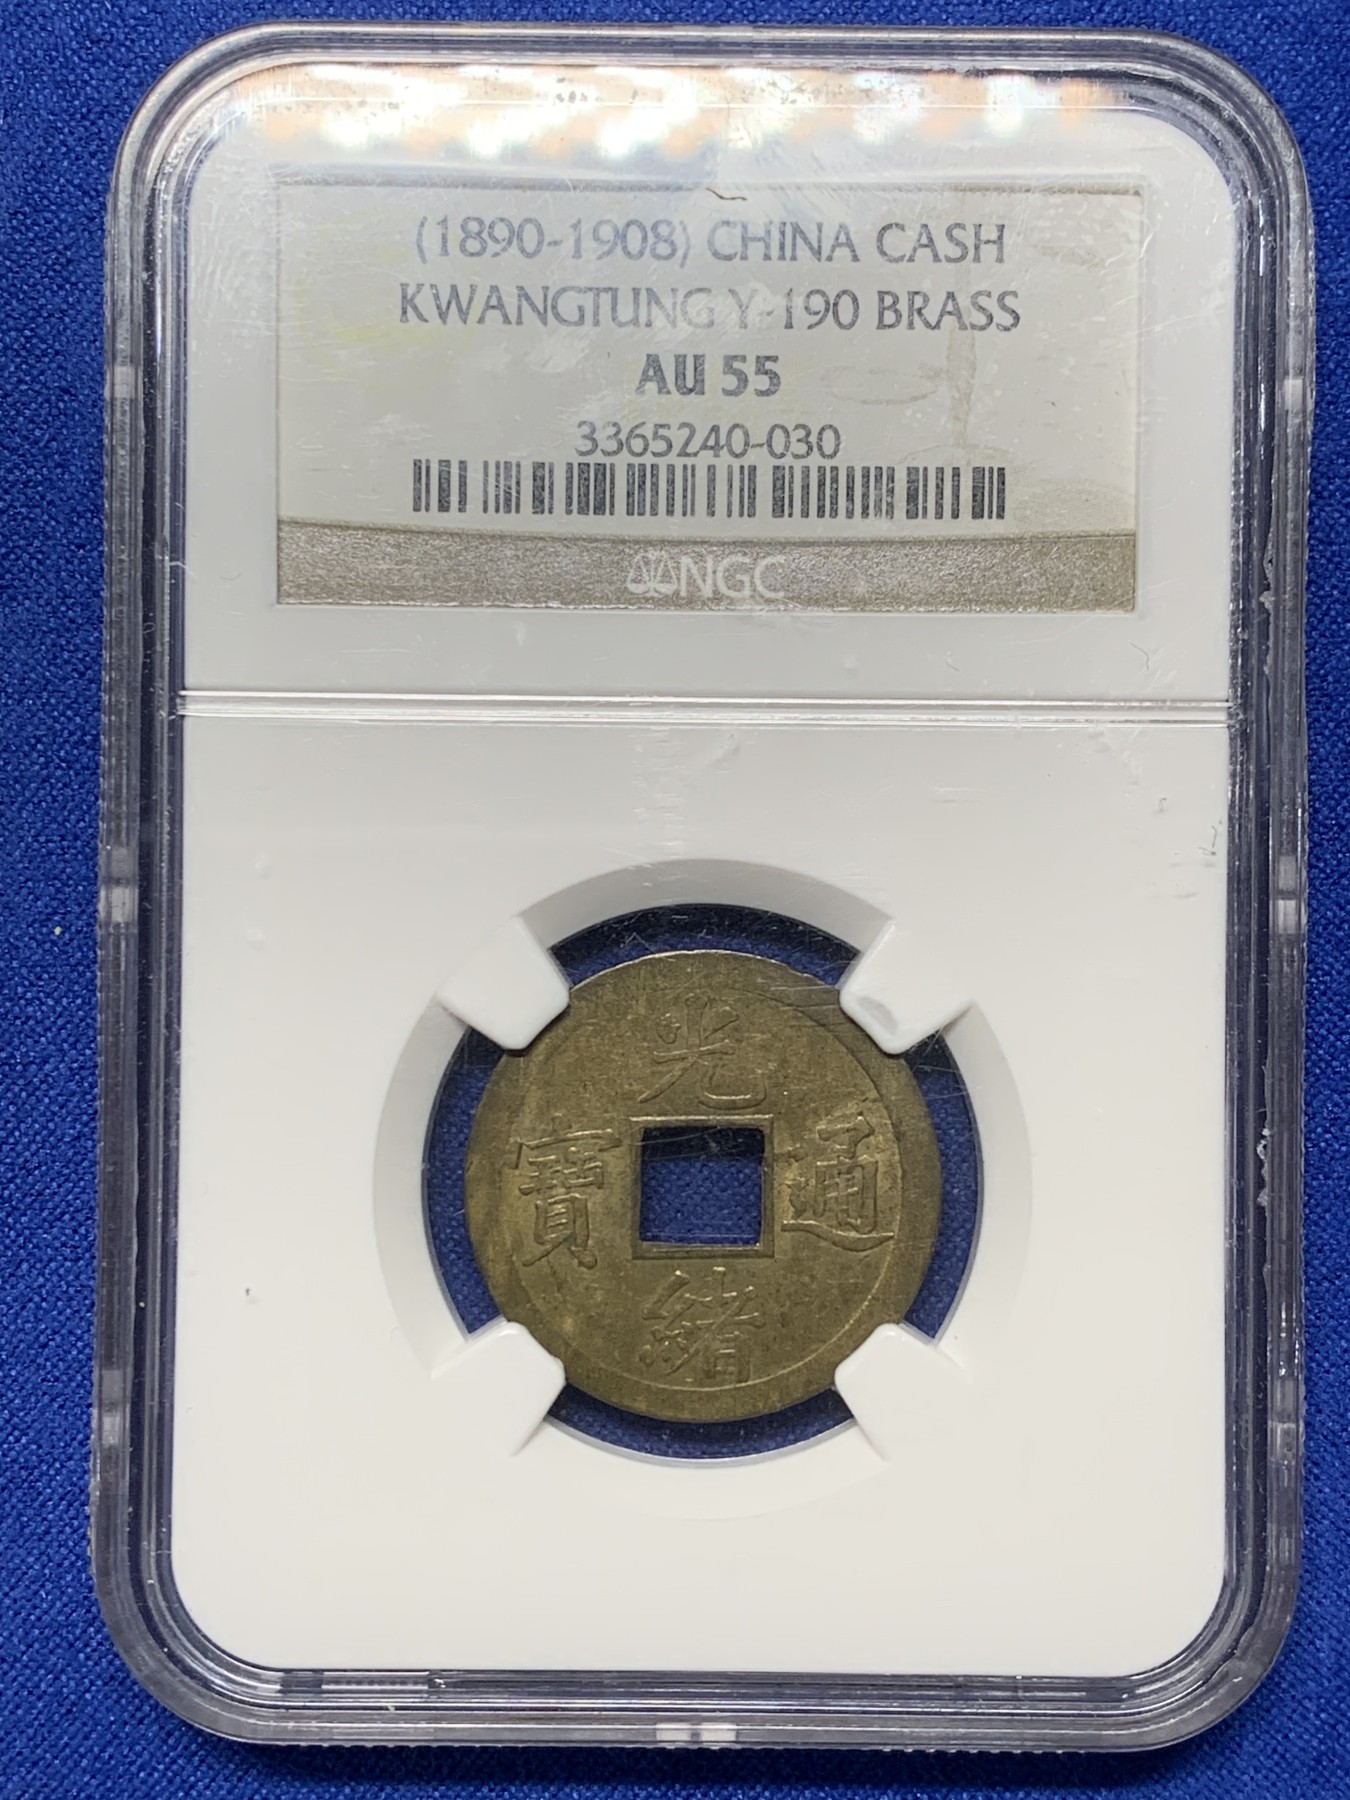 (1890-1908) CHINA CASH
KWANGTUNG Y-190 BRASS
AU 55
3365240-030
NGC
光
寶 通
緒